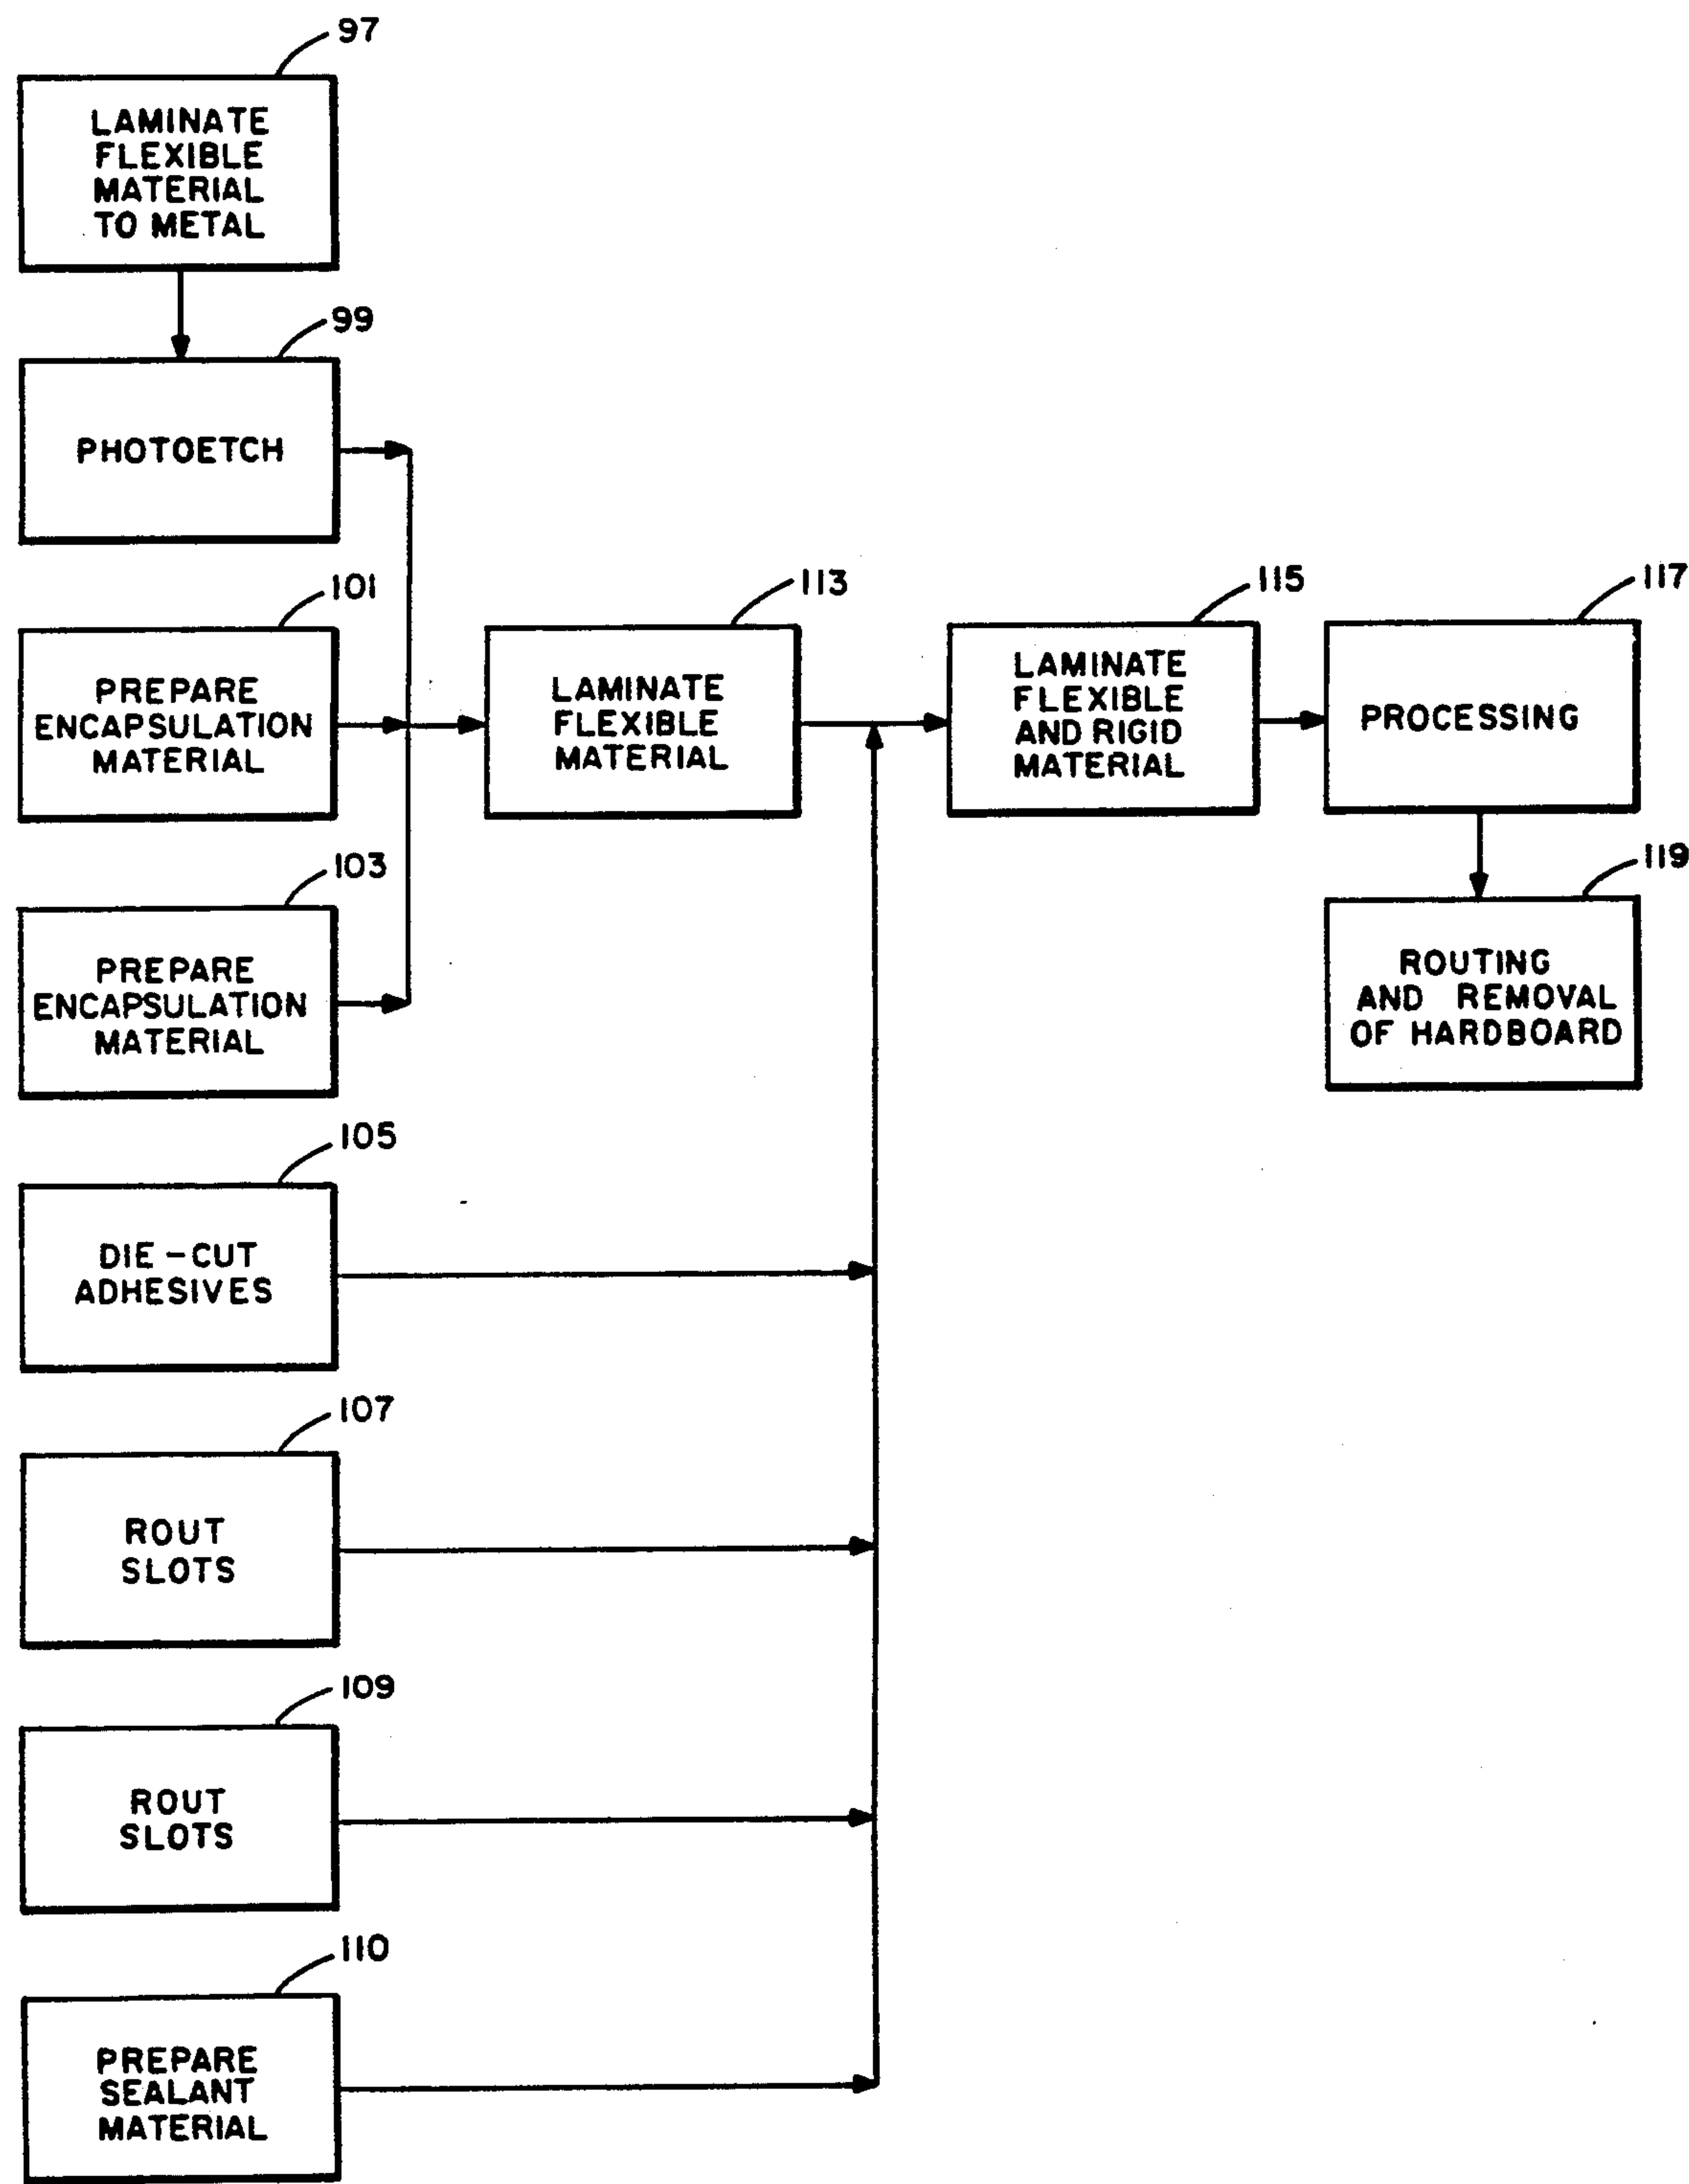 97
LAMINATE
FLEXIBLE
MATERIAL
TO METAL
99
PHOTOETCH
101
PREPARE
ENCAPSULATION
MATERIAL
103
PREPARE
ENCAPSULATION
MATERIAL
105
DIE-CUT
ADHESIVES
107
ROUT
SLOTS
109
ROUT
SLOTS
110
PREPARE
SEALANT
MATERIAL
113
LAMINATE
FLEXIBLE
MATERIAL
115
LAMINATE
FLEXIBLE
AND RIGID
MATERIAL
117
PROCESSING
119
ROUTING
AND REMOVAL
OF HARDBOARD